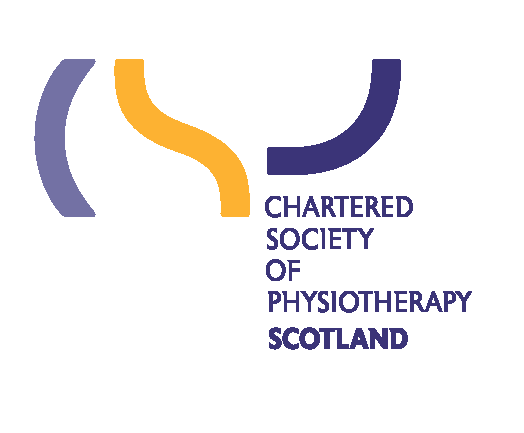 CHARTERED
SOCIETY
OF
PHYSIOTHERAPY
SCOTLAND